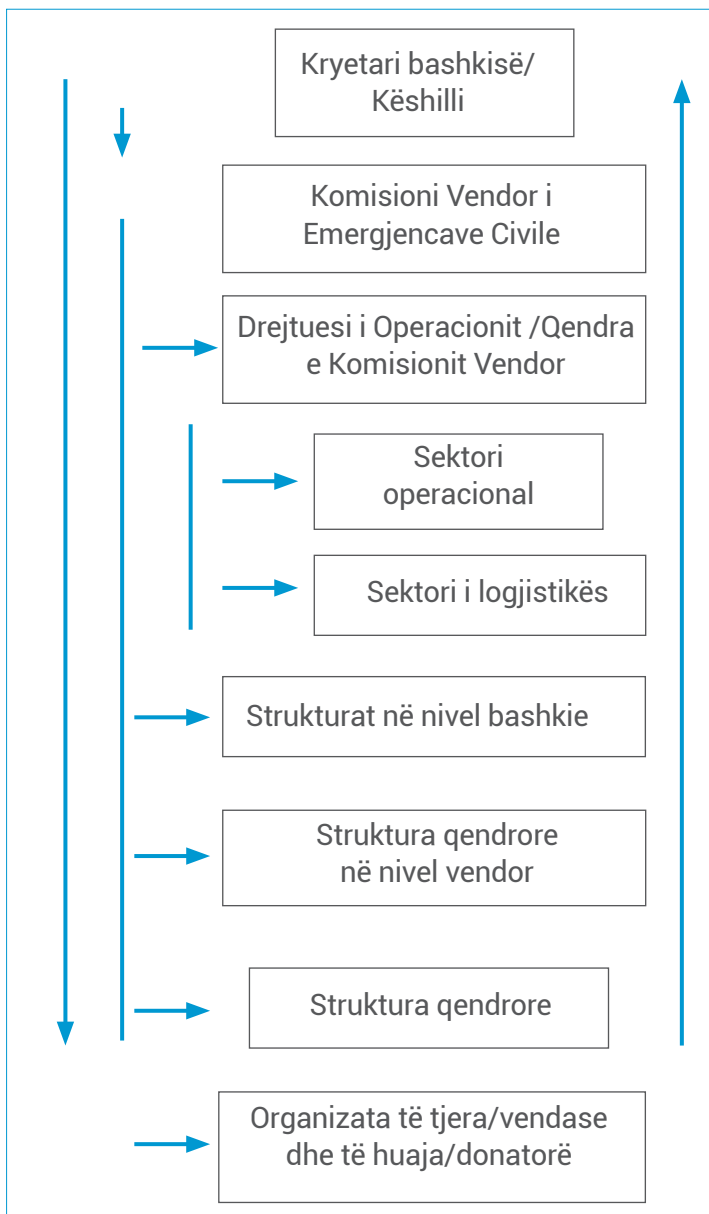 Kryetari bashkisë/
Këshilli
Komisioni Vendor i
Emergjencave Civile
Drejtuesi i Operacionit /Qendra
e Komisionit Vendor
Sektori
operacional
Sektori i logjistikës
Strukturat në nivel bashkie
Struktura qendrore
në nivel vendor
Struktura qendrore
Organizata të tjera/vendase
dhe të huaja/donatorë